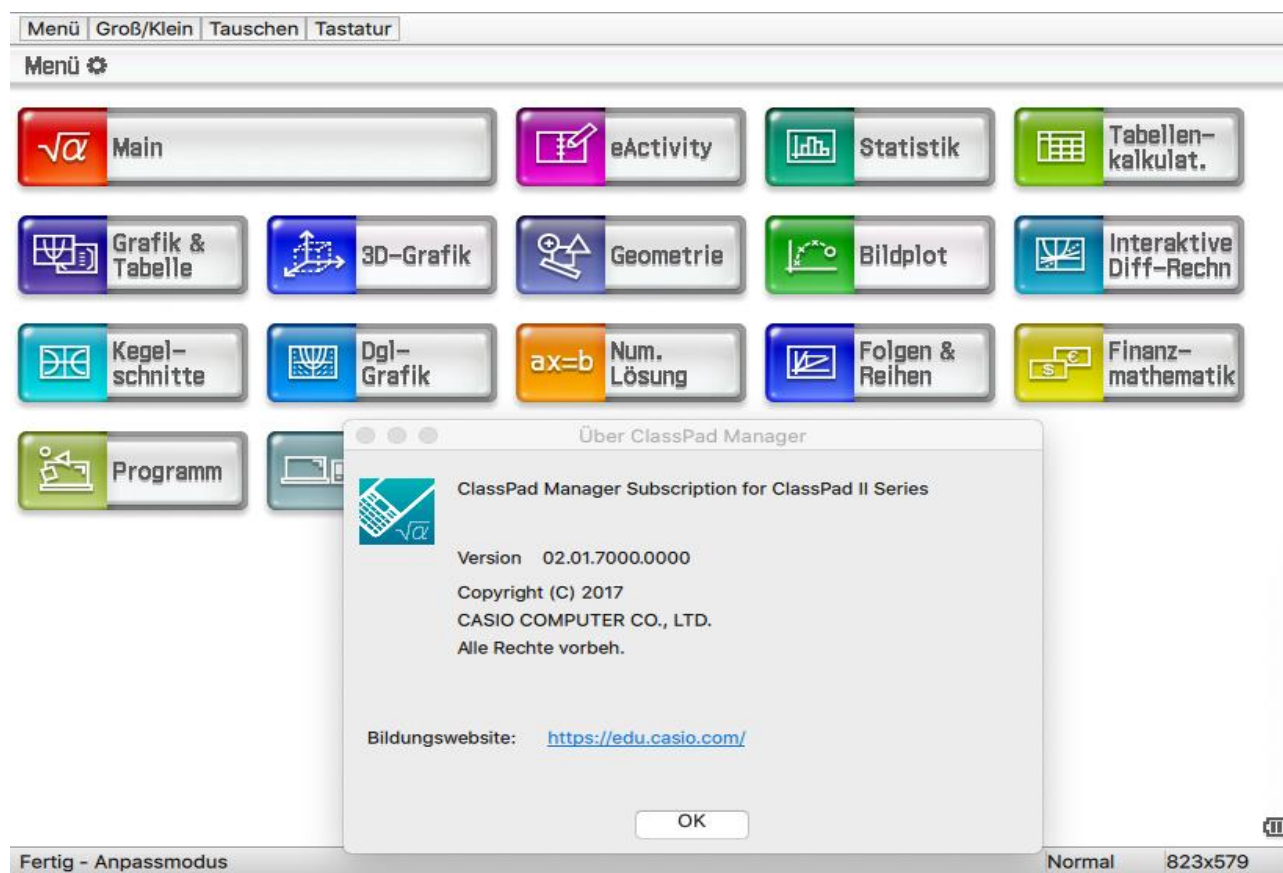 Menü Groß/Klein Tauschen Tastatur
Menü
√α Main
eActivity
Statistik
Tabellen-
kalkulat.
Grafik &
Tabelle
3D-Grafik
Geometrie
Bildplot
Interaktive
Diff-Rechn
Kegel-
schnitte
Dgl-
Grafik
ax=b
Num.
Lösung
Folgen &
Reihen
$ €
Finanz-
mathematik
Programm
Über ClassPad Manager
√α
ClassPad Manager Subscription for ClassPad II Series
Version 02.01.7000.0000
Copyright (C) 2017
CASIO COMPUTER CO., LTD.
Alle Rechte vorbeh.
Bildungswebsite: https://edu.casio.com/
OK
Fertig - Anpassmodus Normal 823x579